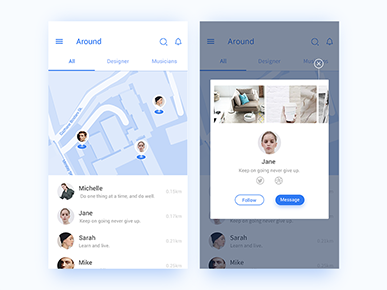 Around
All Designer Musicians
Michelle
Do one thing at a time, and do well.
Jane
Keep on going never give up.
Sarah
Learn and live.
Mike
Around
All Designer Musicians
Jane
Keep on going never give up.
Follow Message
Sarah
Learn and live.
Mike